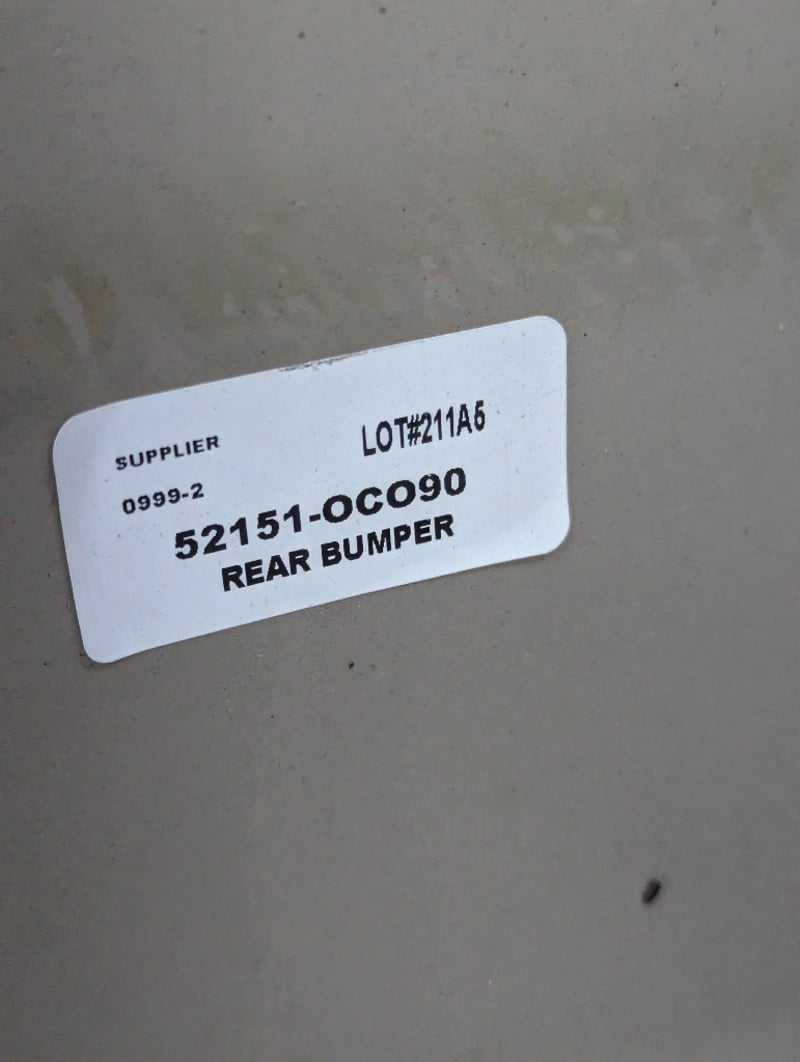 SUPPLIER
LOT#211A5
0999-2
52151-OCO90
REAR BUMPER